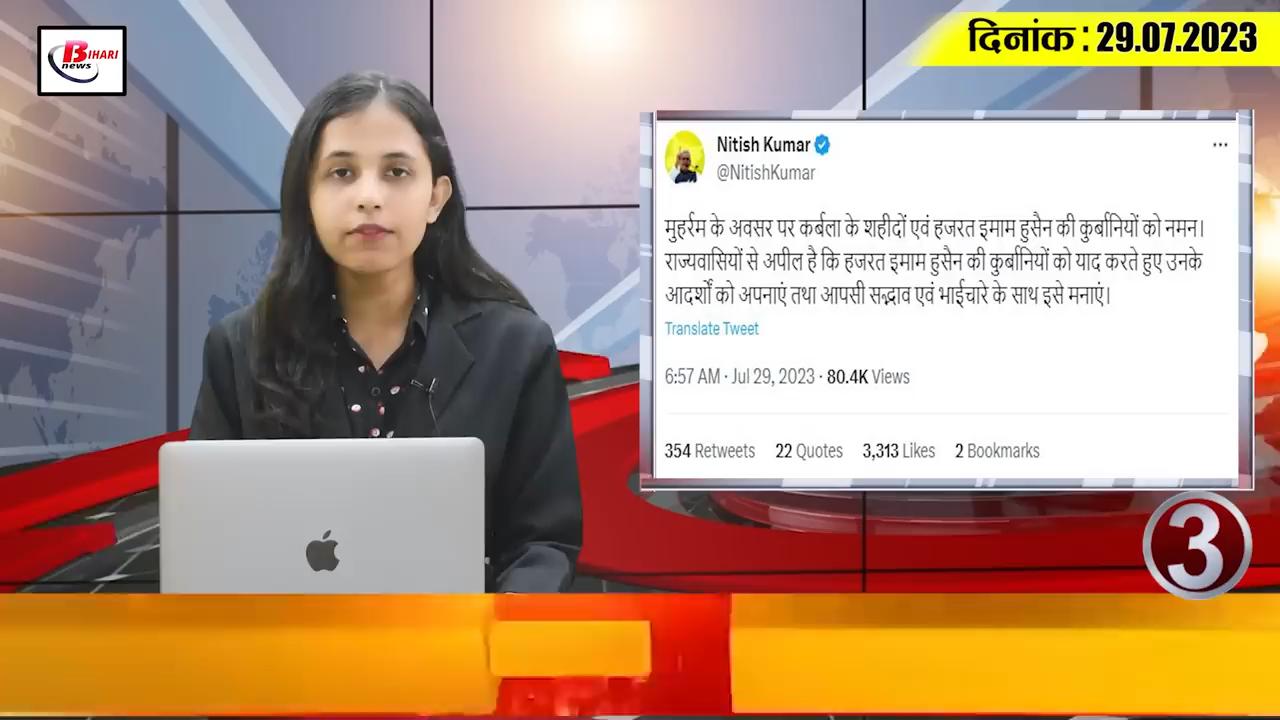 BIHARI
news
दिनांक : 29.07.2023
Nitish Kumar
@NitishKumar
मुहर्रम के अवसर पर कर्बला के शहीदों एवं हजरत इमाम हुसैन की कुर्बानियों को नमन।
राज्यवासियों से अपील है कि हजरत इमाम हुसैन की कुर्बानियों को याद करते हुए उनके
आदर्शों को अपनाएं तथा आपसी सद्भाव एवं भाईचारे के साथ इसे मनाएं।
Translate Tweet
6:57 AM · Jul 29, 2023 · 80.4K Views
354 Retweets 22 Quotes 3,313 Likes 2 Bookmarks
3